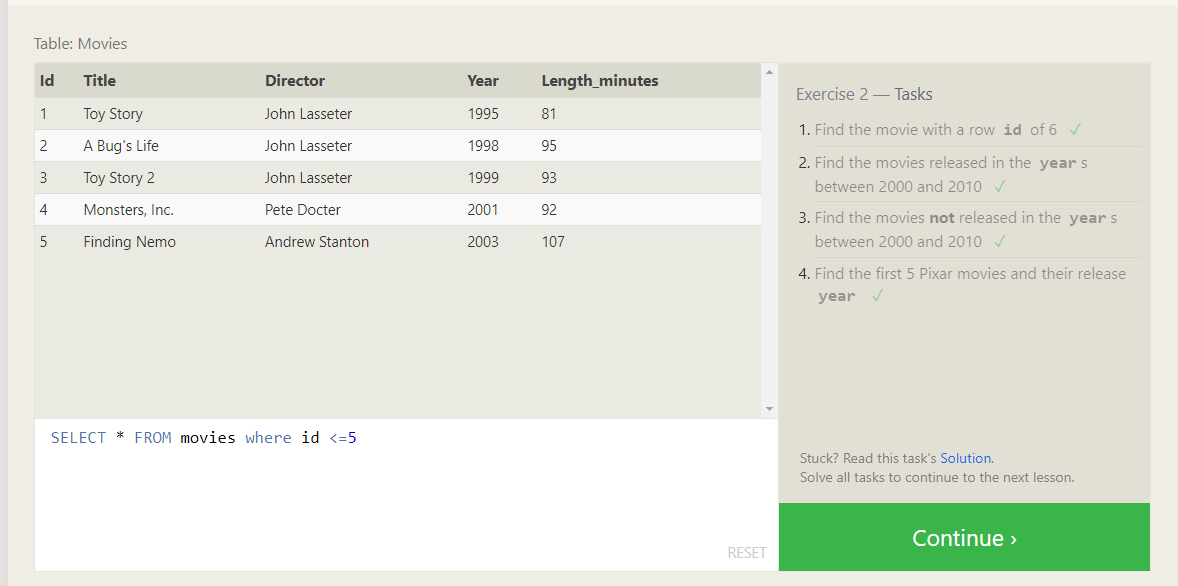 Table: Movies
Id Title Director Year Length_minutes
1 Toy Story John Lasseter 1995 81
2 A Bug's Life John Lasseter 1998 95
3 Toy Story 2 John Lasseter 1999 93
4 Monsters, Inc. Pete Docter 2001 92
5 Finding Nemo Andrew Stanton 2003 107
SELECT * FROM movies where id <=5
RESET
Exercise 2 — Tasks
1. Find the movie with a row id of 6 ✓
2. Find the movies released in the year s
between 2000 and 2010 ✓
3. Find the movies not released in the year s
between 2000 and 2010 ✓
4. Find the first 5 Pixar movies and their release
year ✓
Stuck? Read this task's Solution.
Solve all tasks to continue to the next lesson.
Continue ›